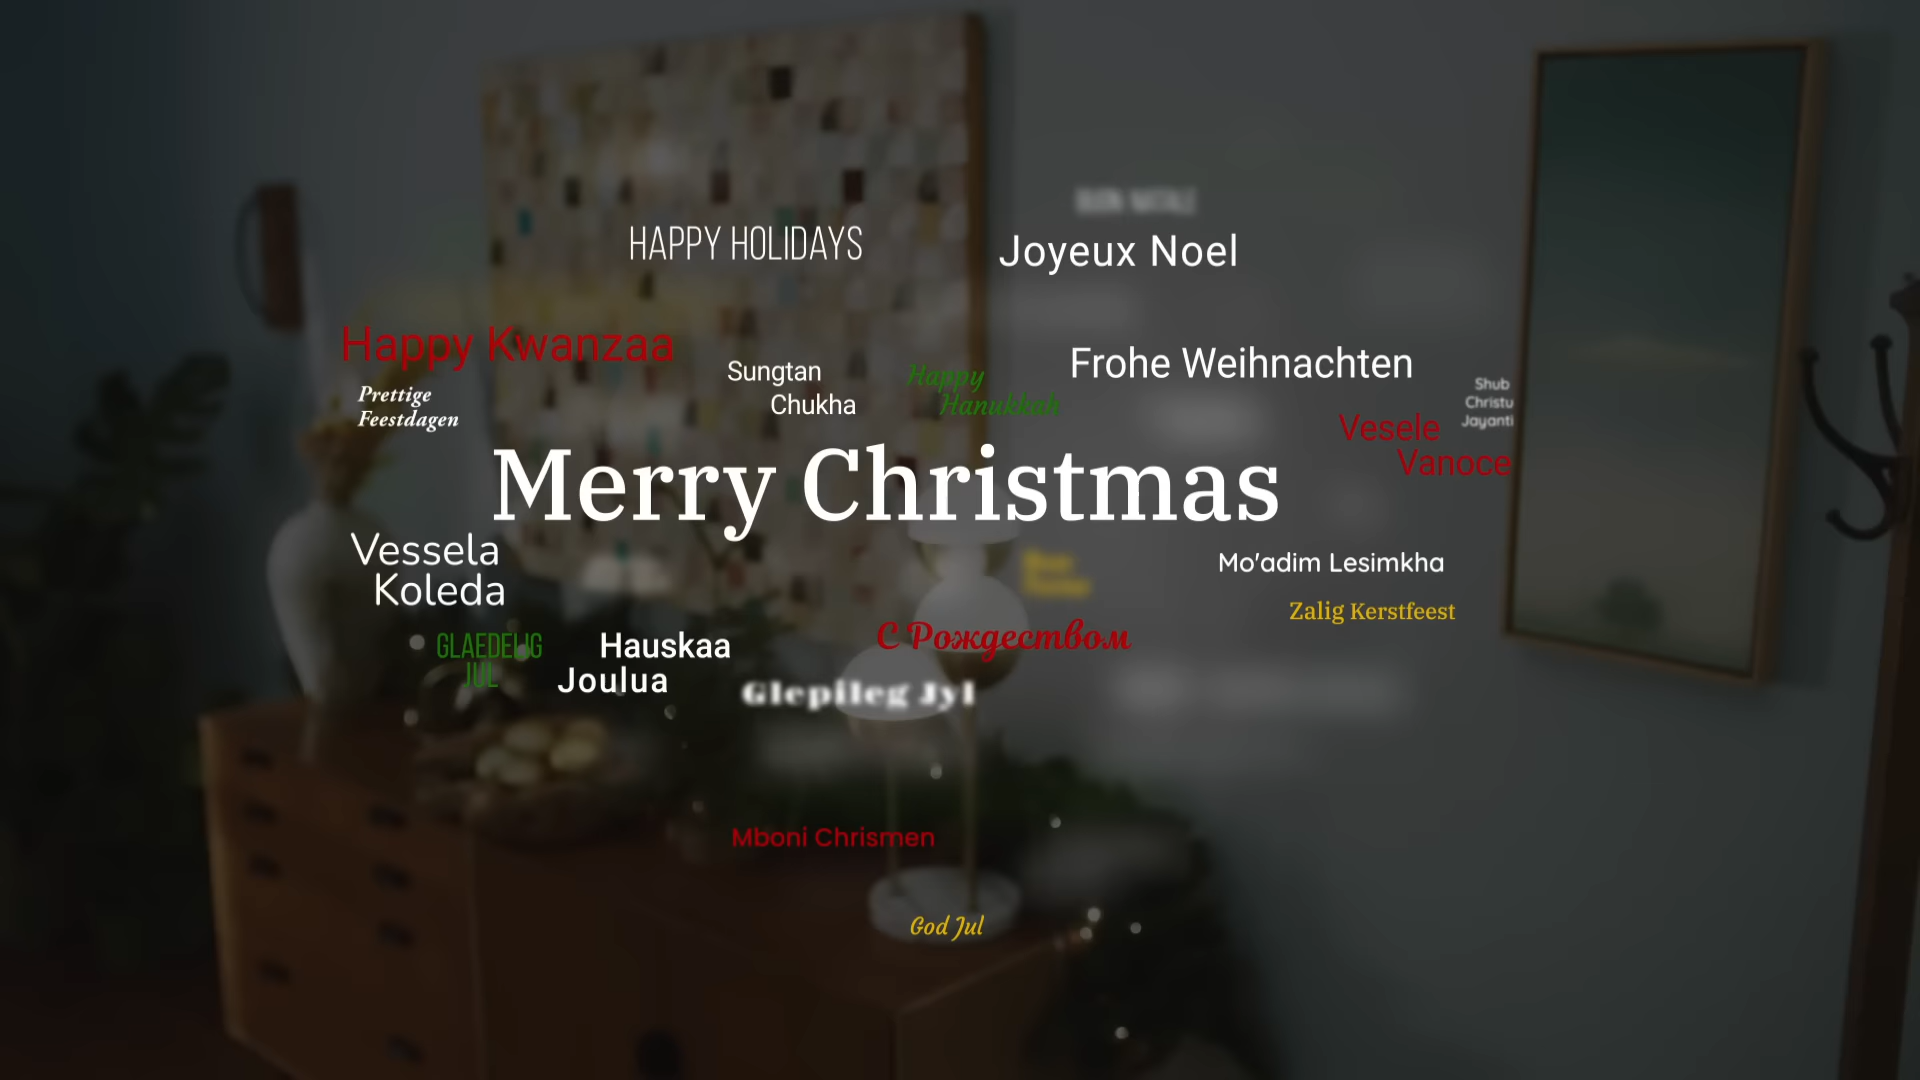 BUON NATALE
HAPPY HOLIDAYS
Joyeux Noel
Happy Kwanzaa
Frohe Weihnachten
Sungtan
Chukha
Happy
Hanukkah
Prettige
Feestdagen
Shub
Christu
Jayanti
Vesele
Vanoce
Merry Christmas
Vessela
Koleda
Mo'adim Lesimkha
Zalig Kerstfeest
GLAEDELIG
JUL
Hauskaa
Joulua
С Рождеством
Glepileg Jyl
Mboni Chrismen
God Jul